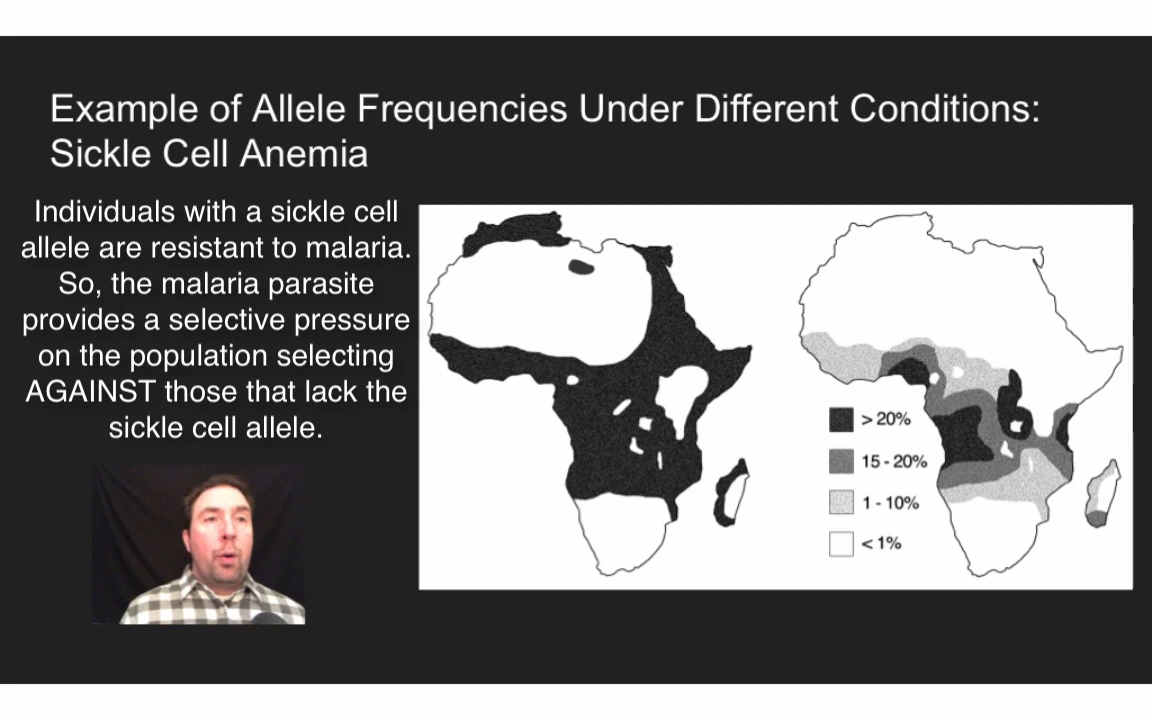 Example of Allele Frequencies Under Different Conditions:
Sickle Cell Anemia
Individuals with a sickle cell
allele are resistant to malaria.
So, the malaria parasite
provides a selective pressure
on the population selecting
AGAINST those that lack the
sickle cell allele.
> 20%
15 - 20%
1 - 10%
< 1%